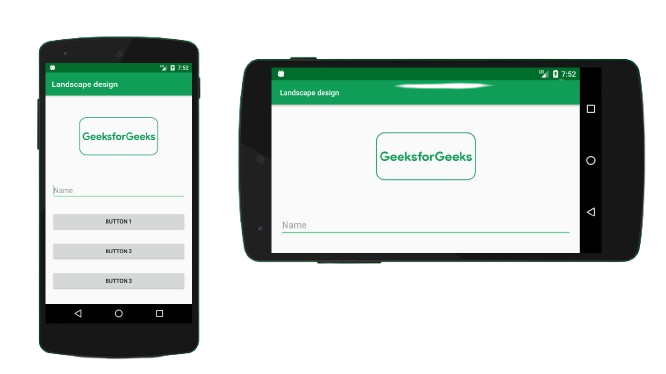 7:52
Landscape design
GeeksforGeeks
Name
BUTTON 1
BUTTON 2
BUTTON 3
7:52
Landscape design
GeeksforGeeks
Name